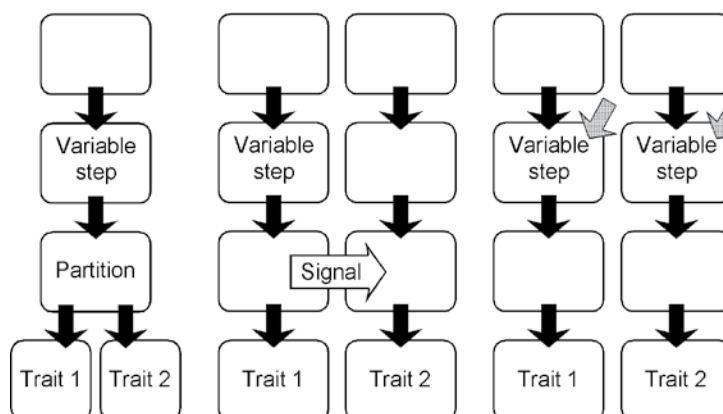 Variable
step
Variable
step
Variable
step
Variable
step
Partition
Signal
Trait 1
Trait 2
Trait 1
Trait 2
Trait 1
Trait 2